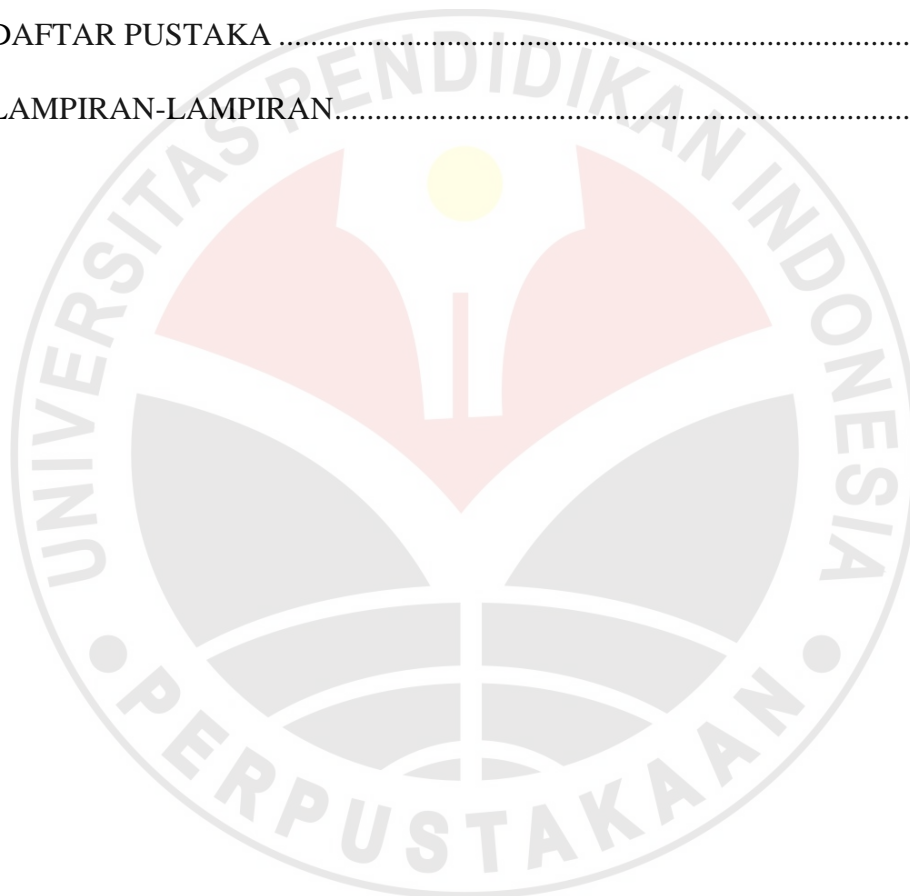 DAFTAR PUSTAKA ..............................................................................
LAMPIRAN-LAMPIRAN.......................................................................
UNIVERSITAS PENDIDIKAN INDONESIA
• PERPUSTAKAAN •